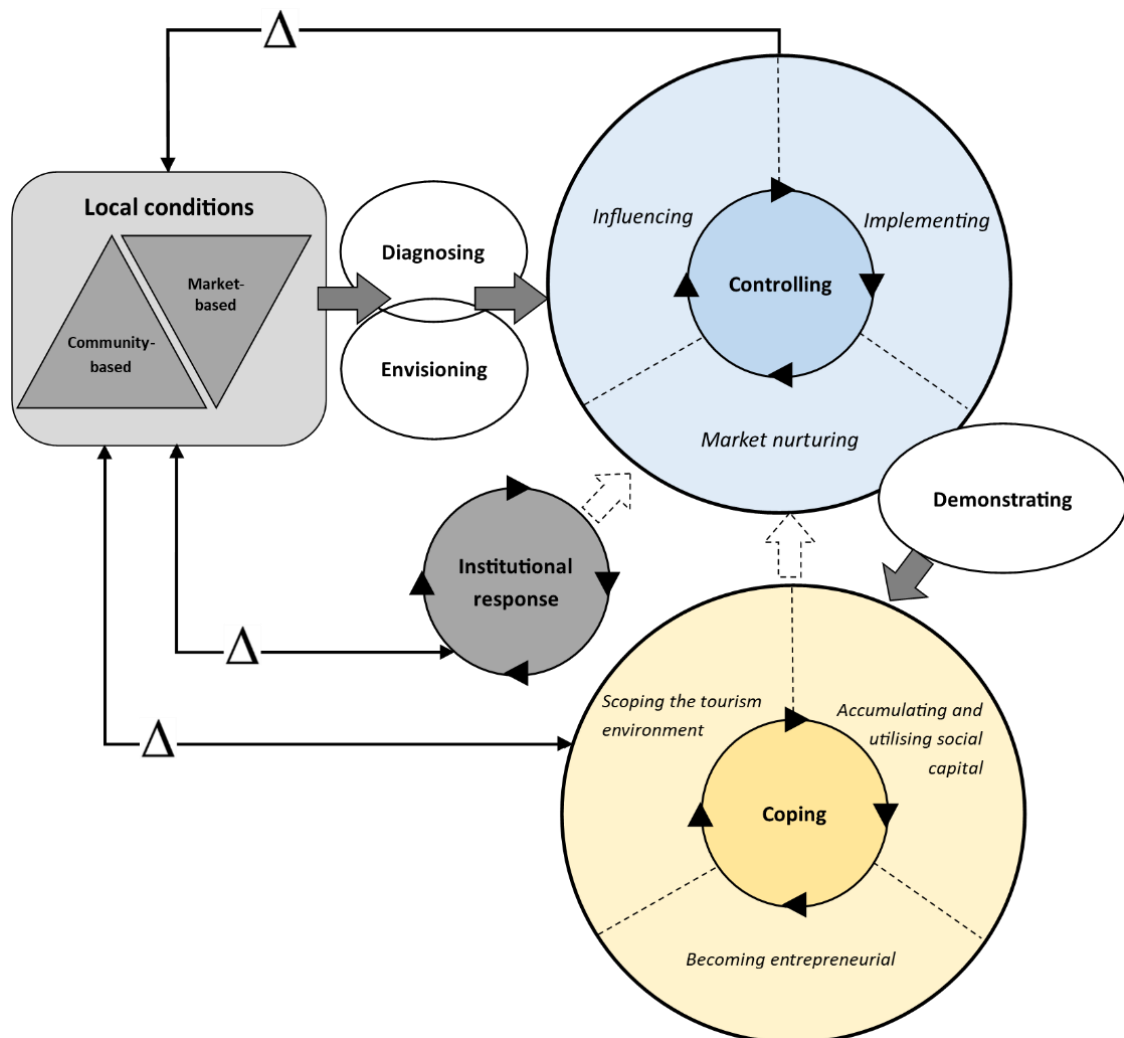 Δ
Local conditions
Market-
based
Community-
based
Diagnosing
Envisioning
Influencing
Implementing
Controlling
Market nurturing
Demonstrating
Institutional
response
Δ
Δ
Scoping the tourism
environment
Accumulating and
utilising social
capital
Coping
Becoming entrepreneurial